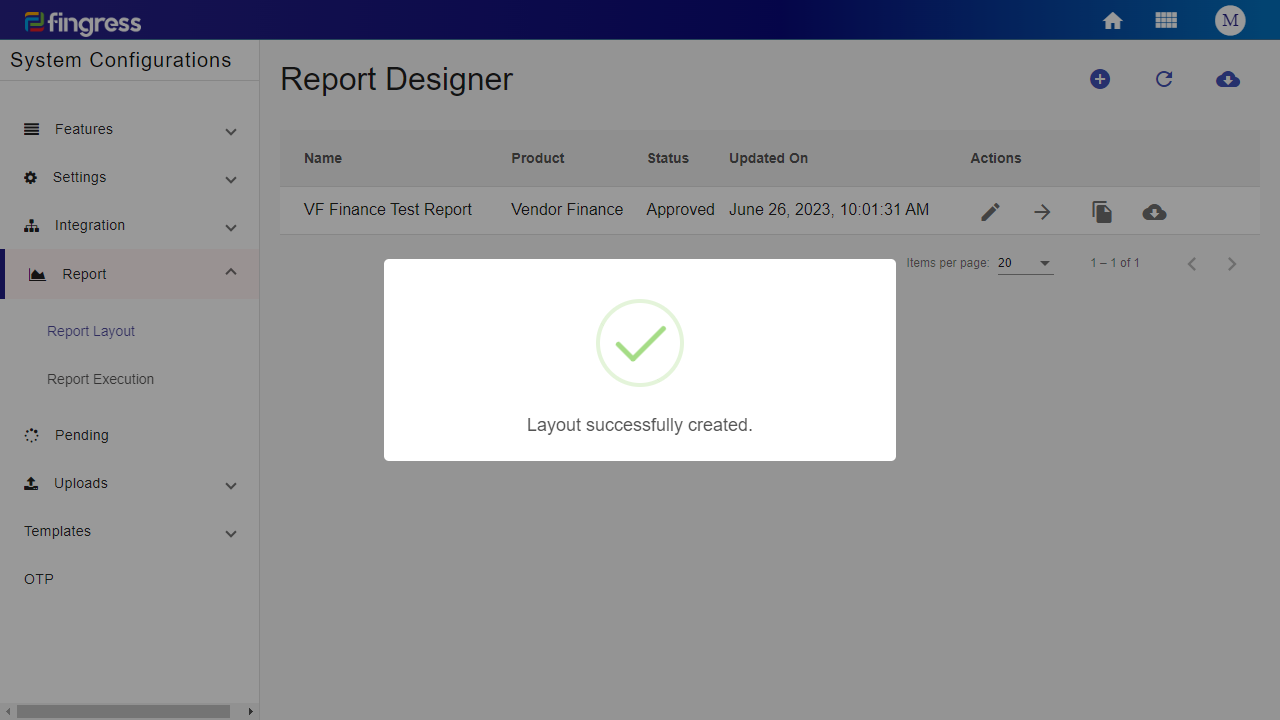 fingress
M
System Configurations
Features
Settings
Integration
Report
Report Layout
Report Execution
Pending
Uploads
Templates
OTP
Report Designer
Name Product Status Updated On Actions
VF Finance Test Report Vendor Finance Approved June 26, 2023, 10:01:31 AM
Items per page: 20 1 – 1 of 1
Layout successfully created.